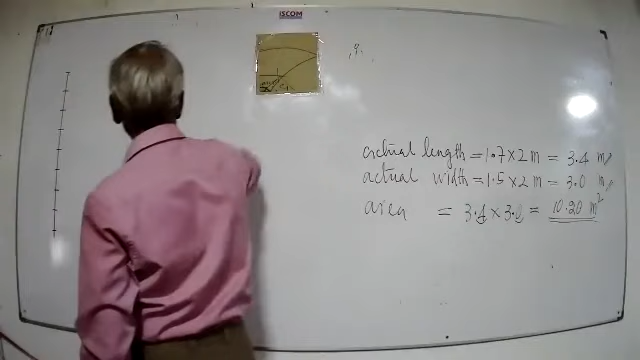 ISCOM
actual length = 1.7 x 2 m = 3.4 m
actual width = 1.5 x 2 m = 3.0 m
area = 3.4 x 3.0 = 10.20 m²